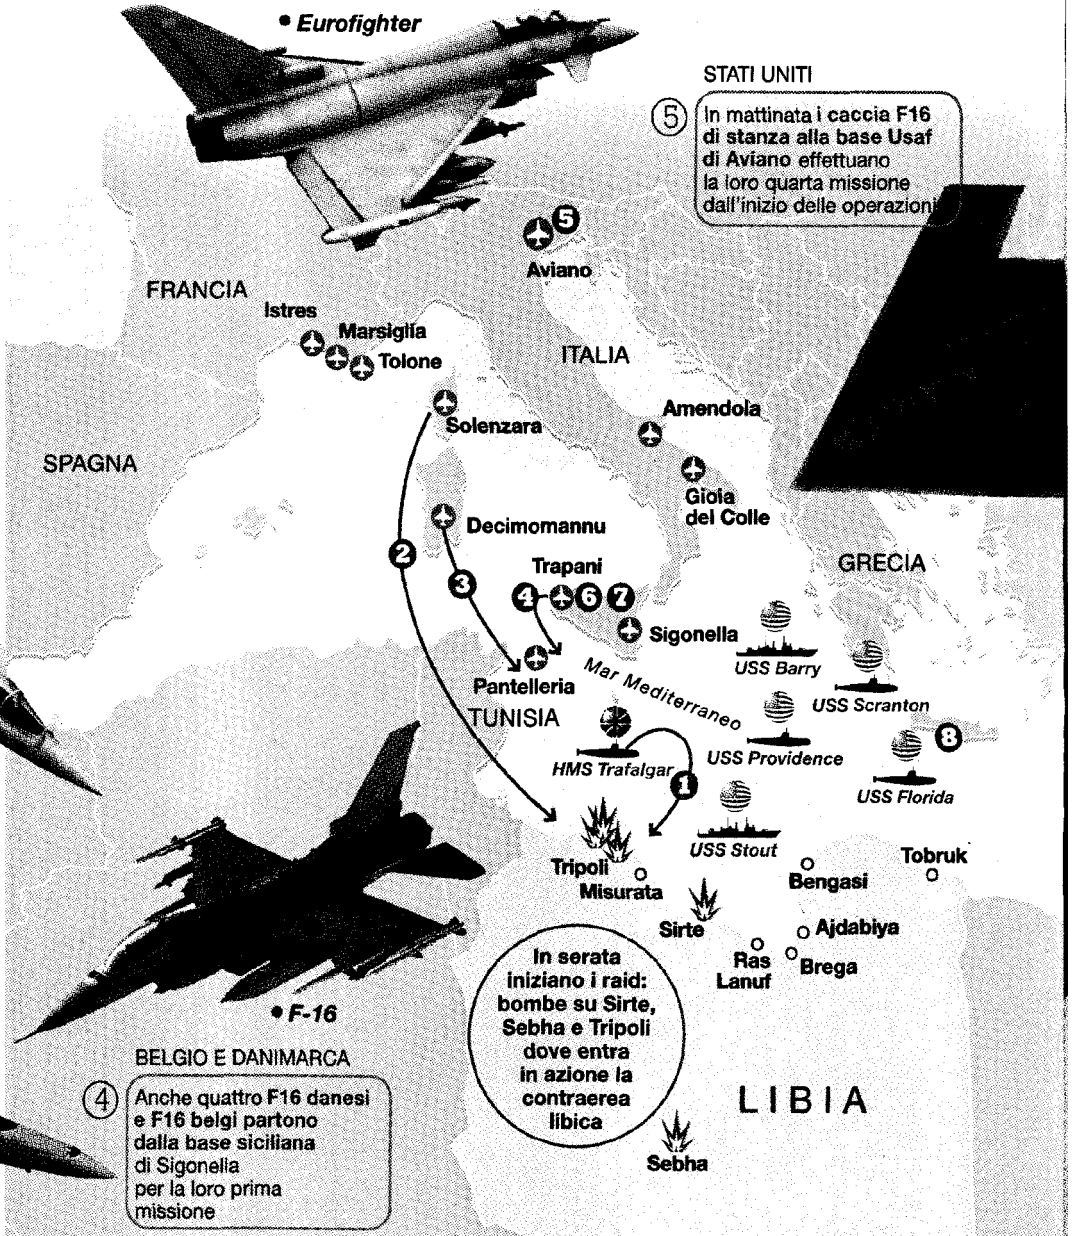 • Eurofighter
STATI UNITI
5
In mattinata i caccia F16
di stanza alla base Usaf
di Aviano effettuano
la loro quarta missione
dall'inizio delle operazioni
5
Aviano
FRANCIA
Istres
Marsiglia
Tolone
ITALIA
Solenzara
Amendola
SPAGNA
Gioia
del Colle
Decimomannu
2
3
Trapani
4
6
7
GRECIA
Sigonella
USS Barry
Pantelleria
Mar Mediterraneo
USS Scranton
TUNISIA
HMS Trafalgar
1
USS Providence
8
USS Florida
USS Stout
Tripoli
Misurata
Bengasi
Tobruk
Sirte
Ajdabiya
Ras
Lanuf
Brega
In serata
iniziano i raid:
bombe su Sirte,
Sebha e Tripoli
dove entra
in azione la
contraerea
libica
• F-16
BELGIO E DANIMARCA
4
Anche quattro F16 danesi
e F16 belgi partono
dalla base siciliana
di Sigonella
per la loro prima
missione
LIBIA
Sebha